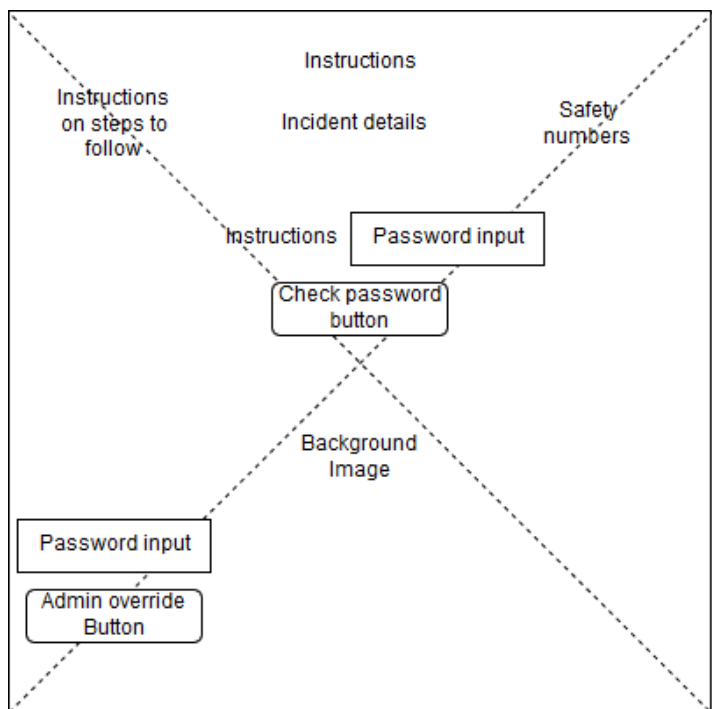 Instructions
Instructions
on steps to
follow
Incident details
Safety
numbers
Instructions
Password input
Check password
button
Background
Image
Password input
Admin override
Button